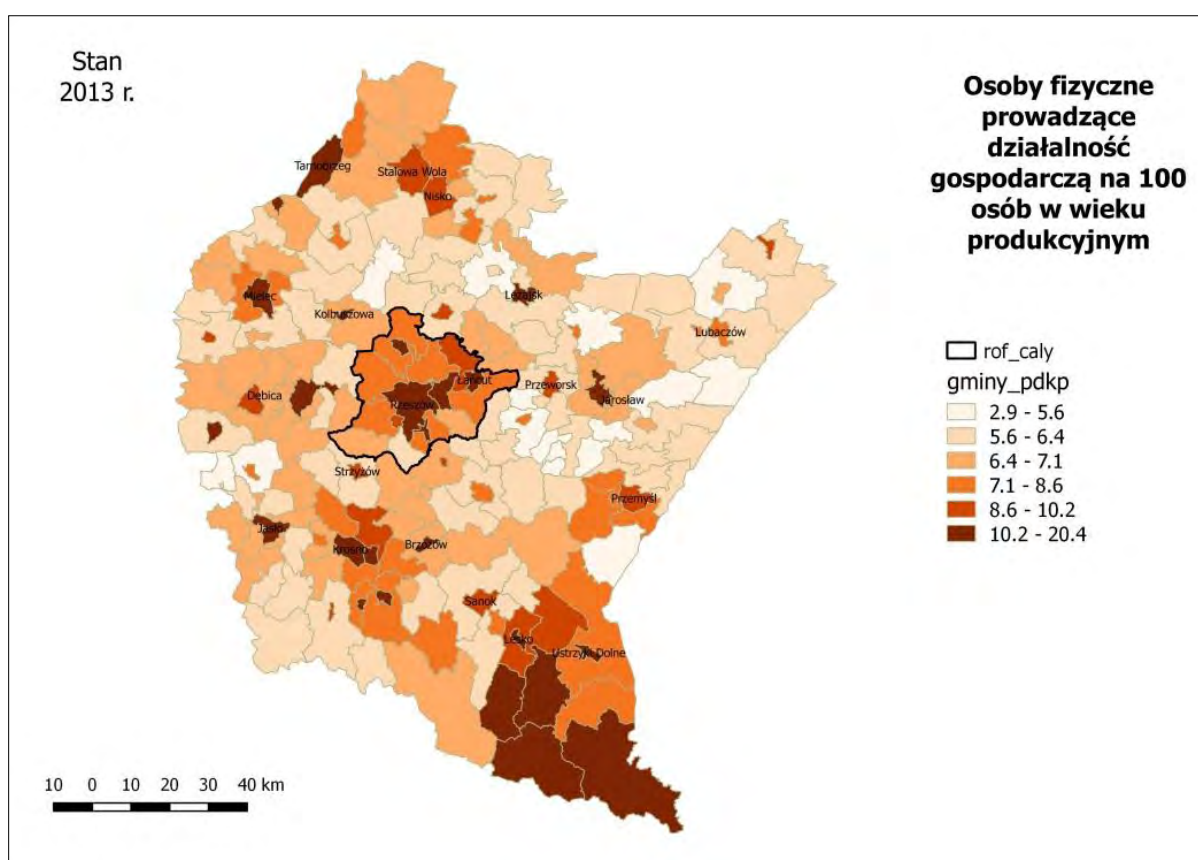 Stan
2013 r.
Osoby fizyczne
prowadzące
działalność
gospodarczą na 100
osób w wieku
produkcyjnym
Tarnobrzeg
Stalowa Wola
Nisko
Mielec
Leżajsk
Kolbuszowa
Lubaczów
Łańcut
Przeworsk
Dębica
Rzeszów
Jarosław
Strzyżów
Przemyśl
Jasło
Krosno
Brzozów
Sanok
Lesko
Ustrzyki Dolne
rof_caly
gminy_pdkp
2.9 - 5.6
5.6 - 6.4
6.4 - 7.1
7.1 - 8.6
8.6 - 10.2
10.2 - 20.4
10 0 10 20 30 40 km